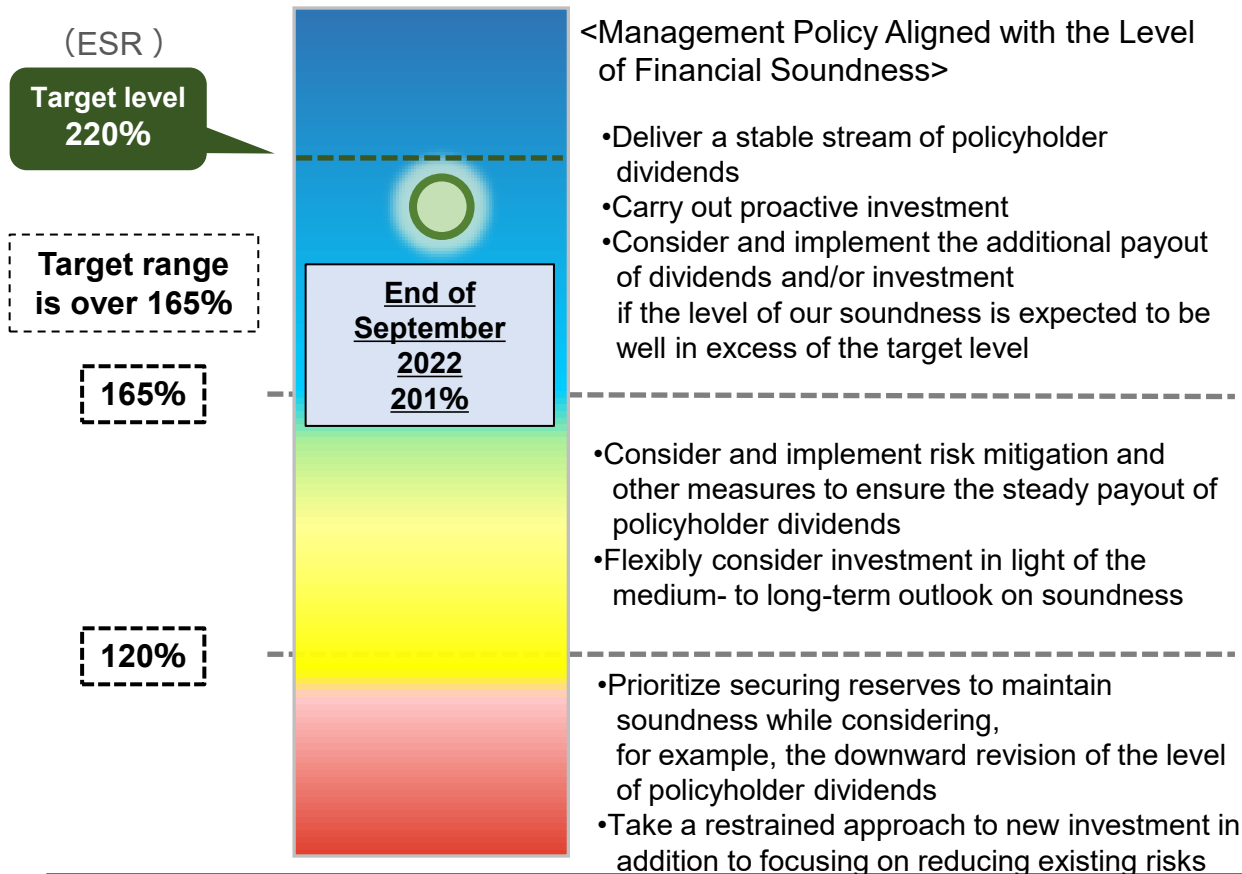 （ESR ）
Target level
220%
Target range
is over 165%
165%
120%
End of
September
2022
201%
<Management Policy Aligned with the Level
of Financial Soundness>
•Deliver a stable stream of policyholder
dividends
•Carry out proactive investment
•Consider and implement the additional payout
of dividends and/or investment
if the level of our soundness is expected to be
well in excess of the target level
•Consider and implement risk mitigation and
other measures to ensure the steady payout of
policyholder dividends
•Flexibly consider investment in light of the
medium- to long-term outlook on soundness
•Prioritize securing reserves to maintain
soundness while considering,
for example, the downward revision of the level
of policyholder dividends
•Take a restrained approach to new investment in
addition to focusing on reducing existing risks